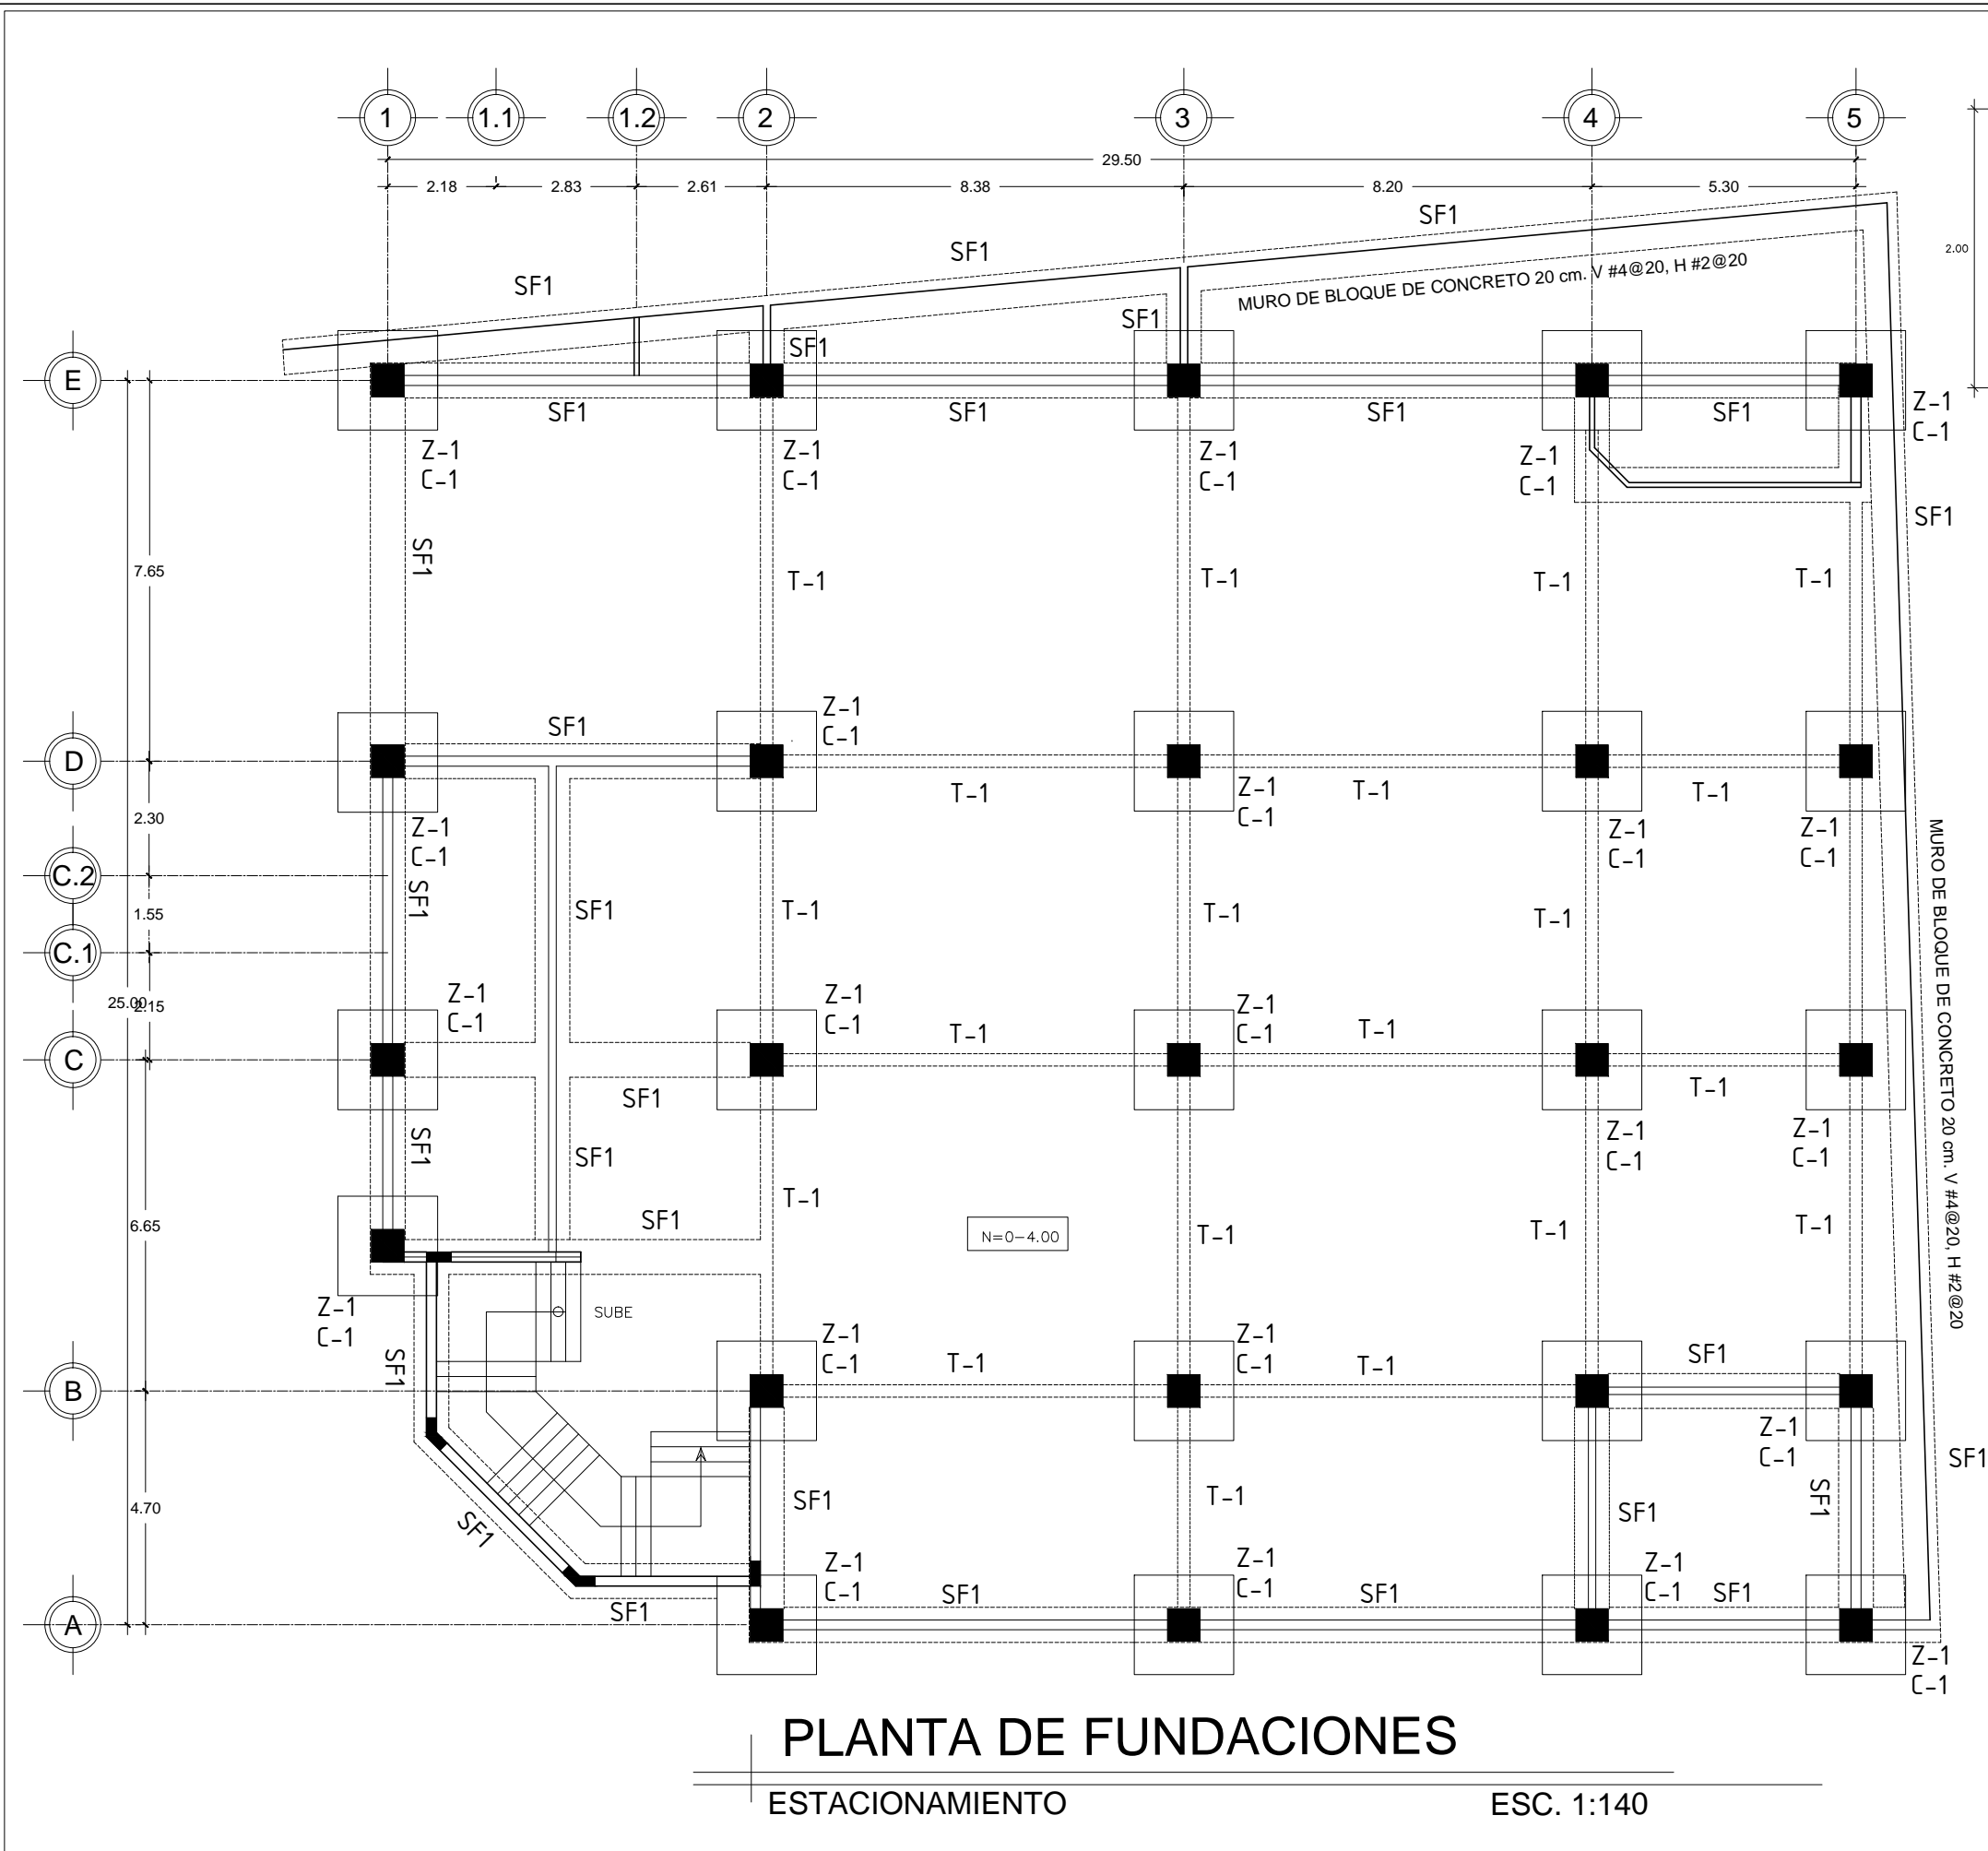 1
1.1
1.2
2
3
4
5
29.50
2.18
2.83
2.61
8.38
8.20
5.30
2.00
SF1
SF1
SF1
MURO DE BLOQUE DE CONCRETO 20 cm. V #4@20, H #2@20
SF1
SF1
E
SF1
SF1
SF1
SF1
Z-1
C-1
Z-1
C-1
Z-1
C-1
Z-1
C-1
Z-1
C-1
SF1
SF1
7.65
T-1
T-1
T-1
T-1
SF1
Z-1
C-1
D
T-1
Z-1
C-1
T-1
T-1
2.30
Z-1
C-1
Z-1
C-1
Z-1
C-1
MURO DE BLOQUE DE CONCRETO 20 cm. V #4@20, H #2@20
C.2
SF1
SF1
T-1
T-1
T-1
1.55
C.1
25.00
2.15
Z-1
C-1
Z-1
C-1
Z-1
C-1
T-1
T-1
C
SF1
T-1
SF1
SF1
Z-1
C-1
Z-1
C-1
6.65
SF1
T-1
N=0-4.00
T-1
T-1
T-1
Z-1
C-1
SUBE
SF1
Z-1
C-1
T-1
Z-1
C-1
T-1
SF1
B
Z-1
C-1
SF1
4.70
SF1
SF1
T-1
SF1
SF1
Z-1
C-1
Z-1
C-1
Z-1
C-1
SF1
SF1
SF1
SF1
A
Z-1
C-1
PLANTA DE FUNDACIONES
ESTACIONAMIENTO
ESC. 1:140